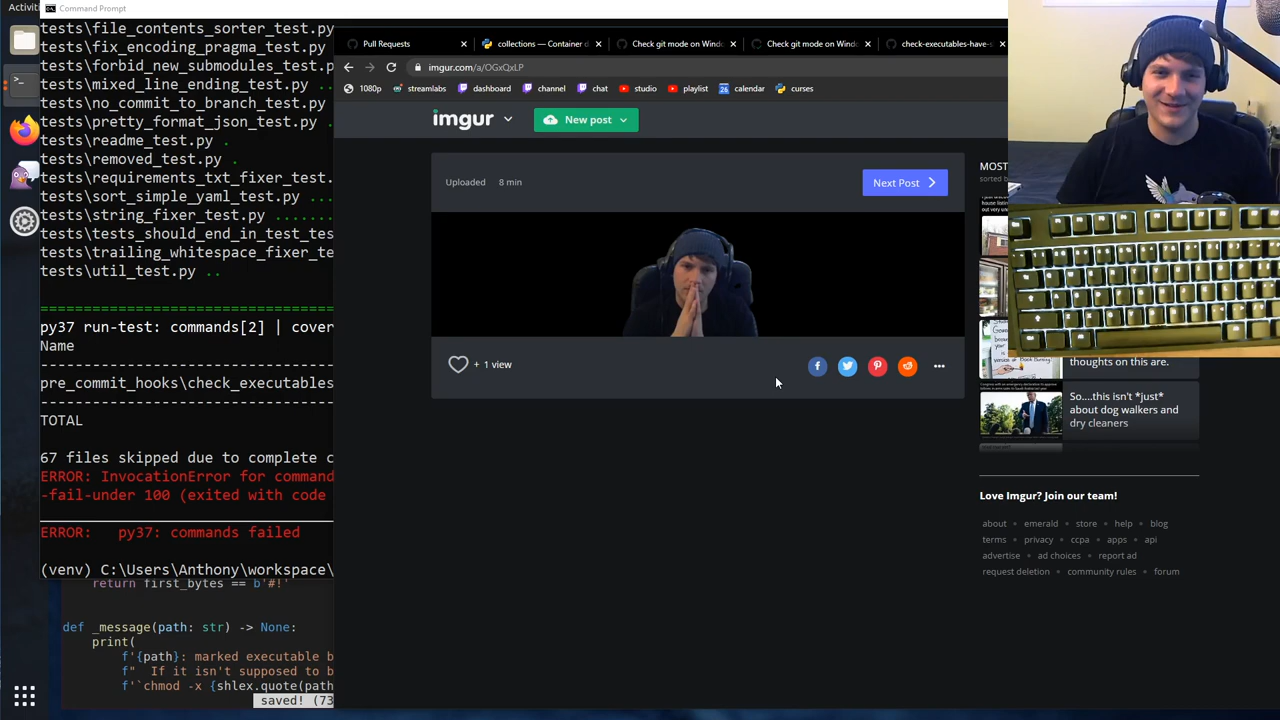 Activiti
Command Prompt
tests\file_contents_sorter_test.py
tests\fix_encoding_pragma_test.py
tests\forbid_new_submodules_test.p
tests\mixed_line_ending_test.py ..
tests\no_commit_to_branch_test.py
tests\pretty_format_json_test.py .
tests\readme_test.py .
tests\removed_test.py .
tests\requirements_txt_fixer_test.
tests\sort_simple_yaml_test.py ...
tests\string_fixer_test.py .......
tests\tests_should_end_in_test_tes
tests\trailing_whitespace_fixer_te
tests\util_test.py ..
py37 run-test: commands[2] | cover
Name
pre_commit_hooks\check_executables
TOTAL
67 files skipped due to complete c
ERROR: InvocationError for command
-fail-under 100 (exited with code
ERROR:   py37: commands failed
(venv) C:\Users\Anthony\workspace\
return first_bytes == b'#!'
def _message(path: str) -> None:
print(
f'{path}: marked executable b
f"  If it isn't supposed to b
f'`chmod -x {shlex.quote(path
saved! (73
Pull Requests
collections — Container d
Check git mode on Windo
Check git mode on Windo
check-executables-have-s
imgur.com/a/OGxQxLP
1080p
streamlabs
dashboard
channel
chat
studio
playlist
26
calendar
curses
imgur
New post
Uploaded 8 min
Next Post
+ 1 view
MOST
sorted b
thoughts on this are.
So....this isn't *just*
about dog walkers and
dry cleaners
Love Imgur? Join our team!
about emerald store help blog
terms privacy ccpa apps api
advertise ad choices report ad
request deletion community rules forum